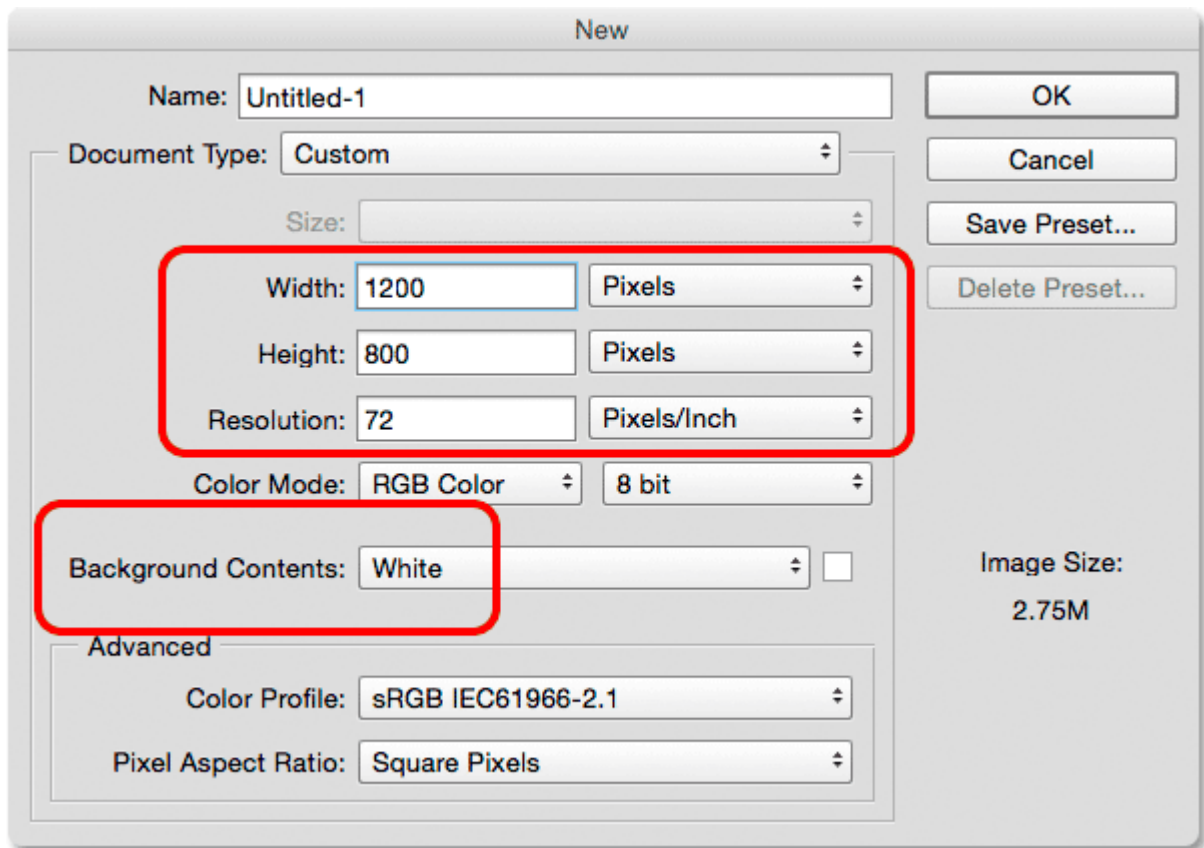 New
Name: Untitled-1
OK
Document Type: Custom
Cancel
Size:
Save Preset...
Width: 1200 Pixels
Delete Preset...
Height: 800 Pixels
Resolution: 72 Pixels/Inch
Color Mode: RGB Color 8 bit
Background Contents: White
Image Size:
2.75M
Advanced
Color Profile: sRGB IEC61966-2.1
Pixel Aspect Ratio: Square Pixels